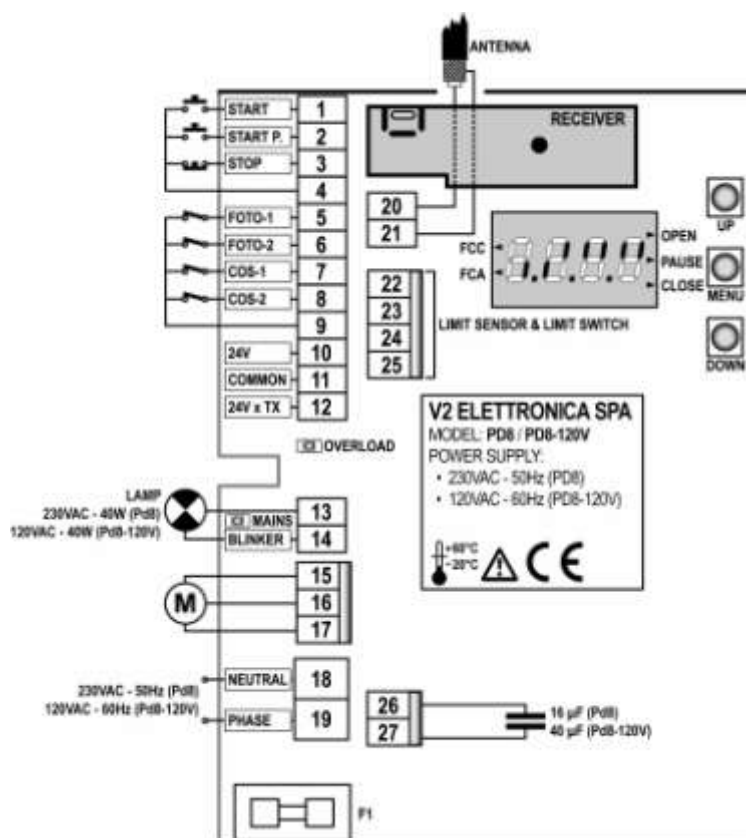 ANTENNA
START 1
START P. 2
STOP 3
4
FOTO-1 5
FOTO-2 6
COS-1 7
COS-2 8
9
24V 10
COMMON 11
24V x TX 12
RECEIVER
20
21
FCC
FCA
OPEN
PAUSE
CLOSE
UP
MENU
DOWN
22
23
24
25
LIMIT SENSOR & LIMIT SWITCH
OVERLOAD
V2 ELETTRONICA SPA
MODEL: PD8 / PD8-120V
POWER SUPPLY:
• 230VAC - 50Hz (PD8)
• 120VAC - 60Hz (PD8-120V)
+60°C
-20°C
CE
LAMP
230VAC - 40W (Pd8)
120VAC - 40W (Pd8-120V)
MAINS 13
BLINKER 14
M
15
16
17
230VAC - 50Hz (Pd8)
120VAC - 60Hz (Pd8-120V)
NEUTRAL 18
PHASE 19
26
27
16 µF (Pd8)
40 µF (Pd8-120V)
F1